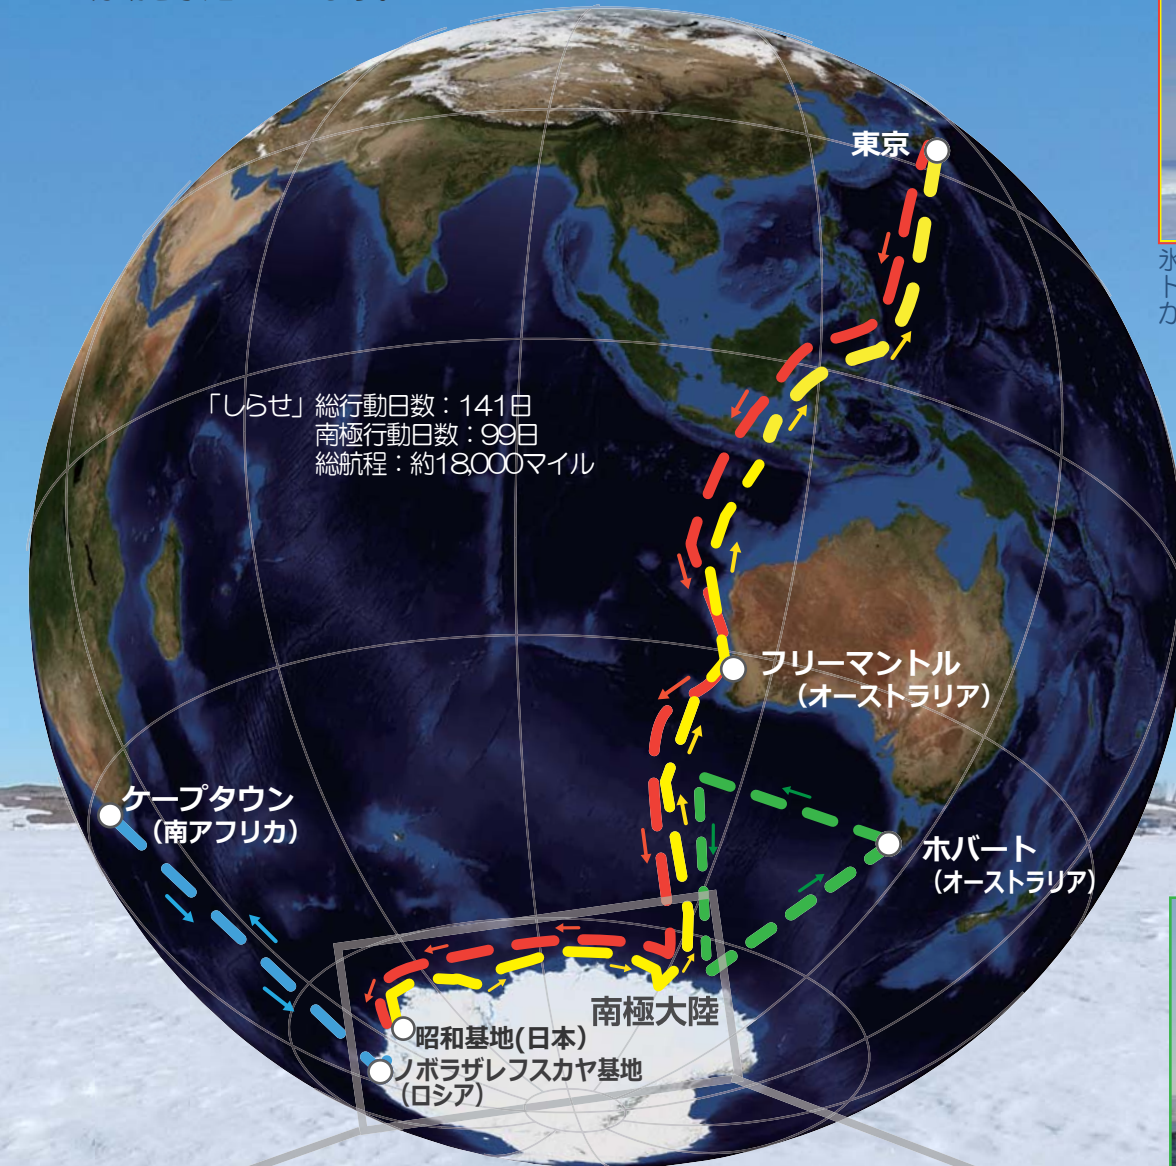 東京
「しらせ」総行動日数：141日
南極行動日数：99日
総航程：約18,000マイル
フリーマントル
（オーストラリア）
ケープタウン
（南アフリカ）
ホバート
（オーストラリア）
南極大陸
昭和基地(日本）
ノボラザレフスカヤ基地
（ロシア）
氷
ト
か